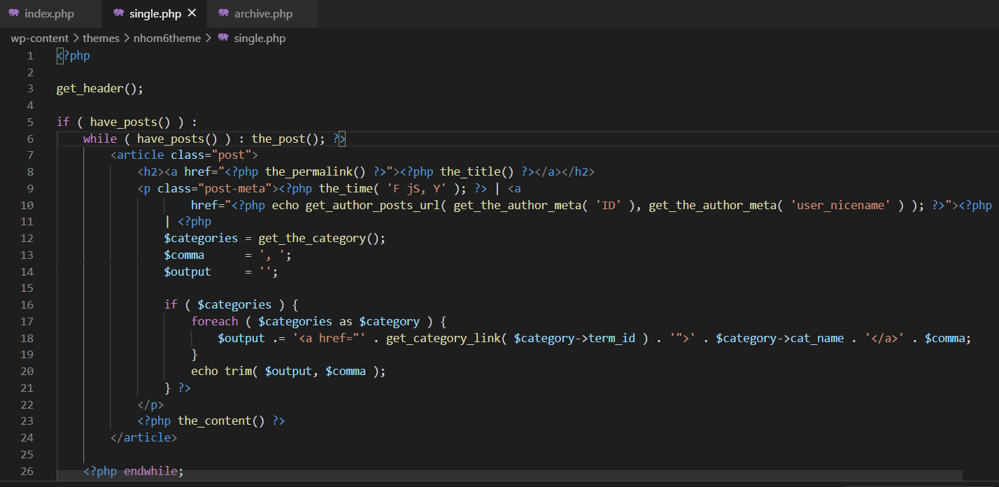 index.php single.php × archive.php
wp-content > themes > nhom6theme > single.php
1 <?php
2
3 get_header();
4
5 if ( have_posts() ) :
6 while ( have_posts() ) : the_post(); ?>
7 <article class="post">
8 <h2><a href="<?php the_permalink() ?>"><?php the_title() ?></a></h2>
9 <p class="post-meta"><?php the_time( 'F jS, Y' ); ?> | <a
10 href="<?php echo get_author_posts_url( get_the_author_meta( 'ID' ), get_the_author_meta( 'user_nicename' ) ); ?>"><?php
11 | <?php
12 $categories = get_the_category();
13 $comma = ', ';
14 $output = '';
15
16 if ( $categories ) {
17 foreach ( $categories as $category ) {
18 $output .= '<a href="' . get_category_link( $category->term_id ) . '">' . $category->cat_name . '</a>' . $comma;
19 }
20 echo trim( $output, $comma );
21 } ?>
22 </p>
23 <?php the_content() ?>
24 </article>
25
26 <?php endwhile;